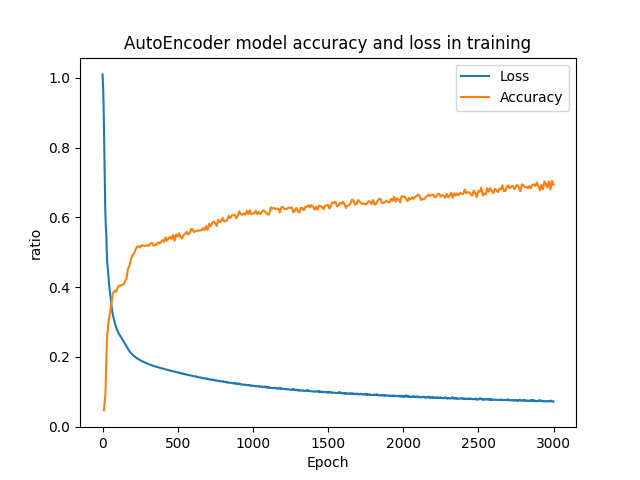 AutoEncoder model accuracy and loss in training
Loss
Accuracy
1.0
0.8
0.6
0.4
0.2
0.0
ratio
0 500 1000 1500 2000 2500 3000
Epoch